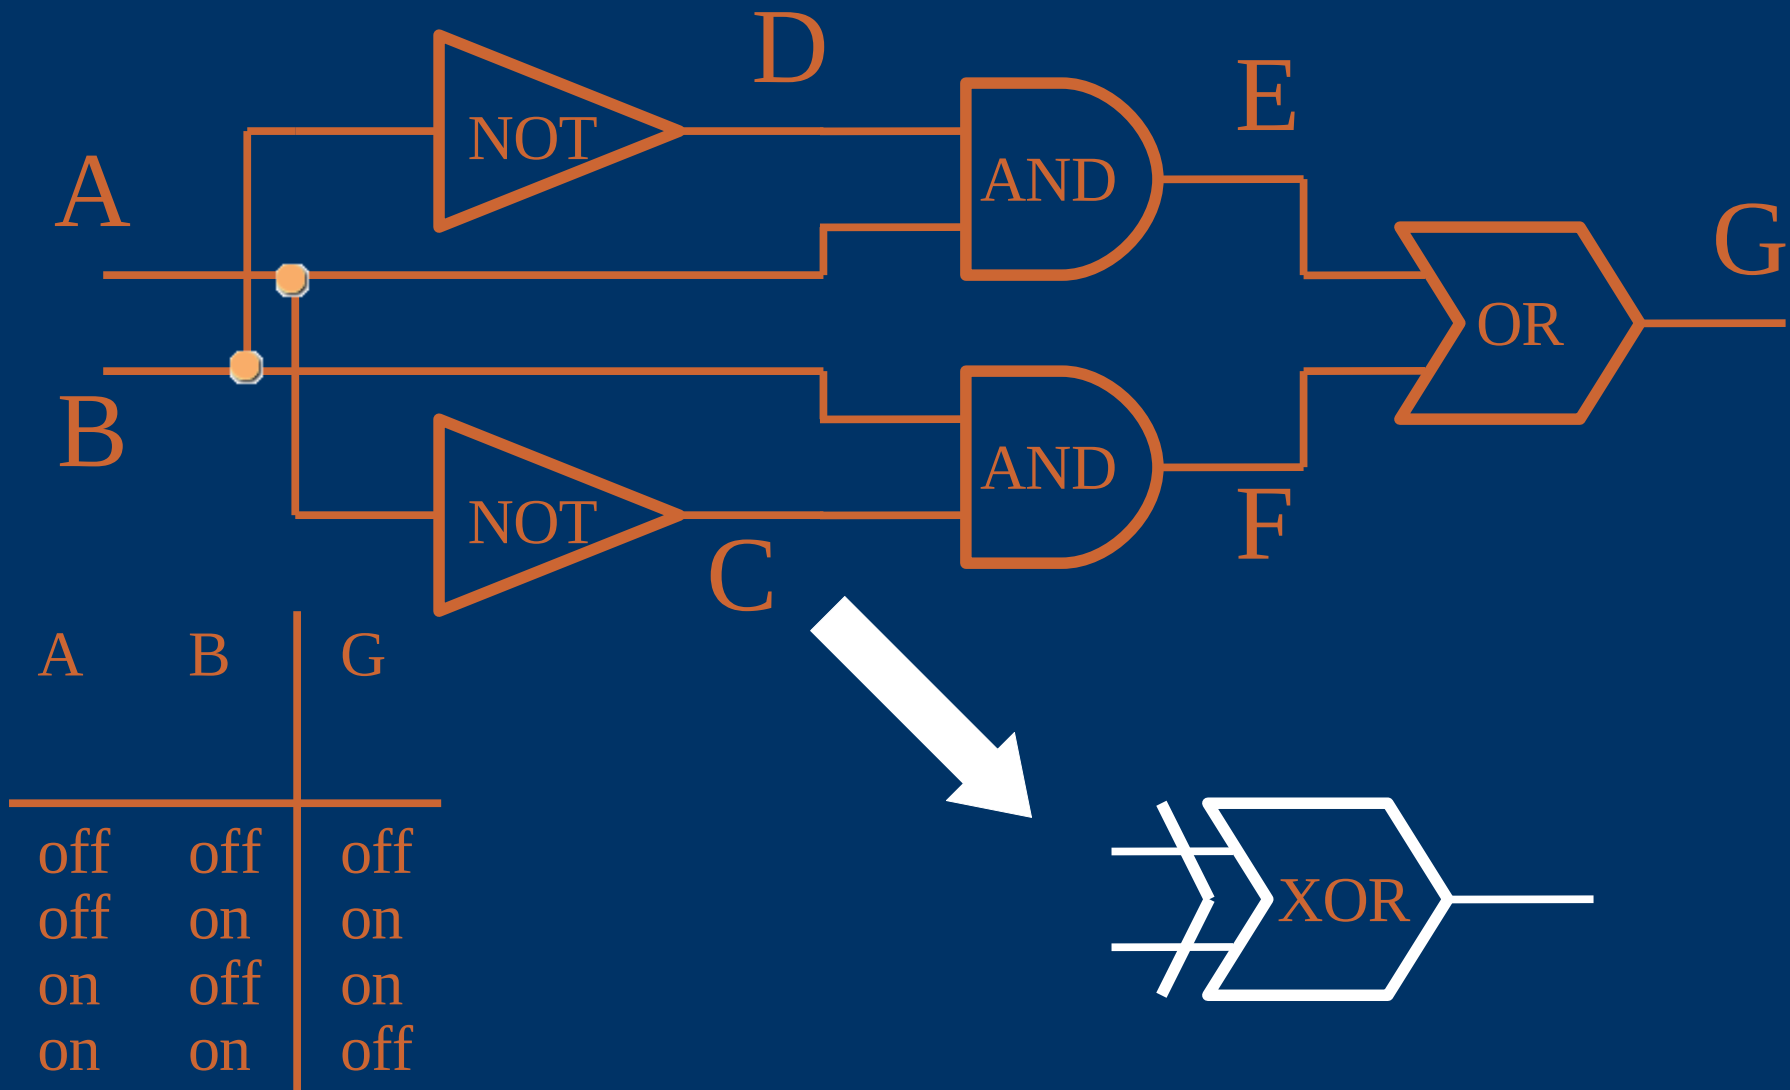 D
E
NOT
A
AND
G
OR
B
AND
NOT
F
C
A B G
off off off
off on on
on off on
on on off
XOR